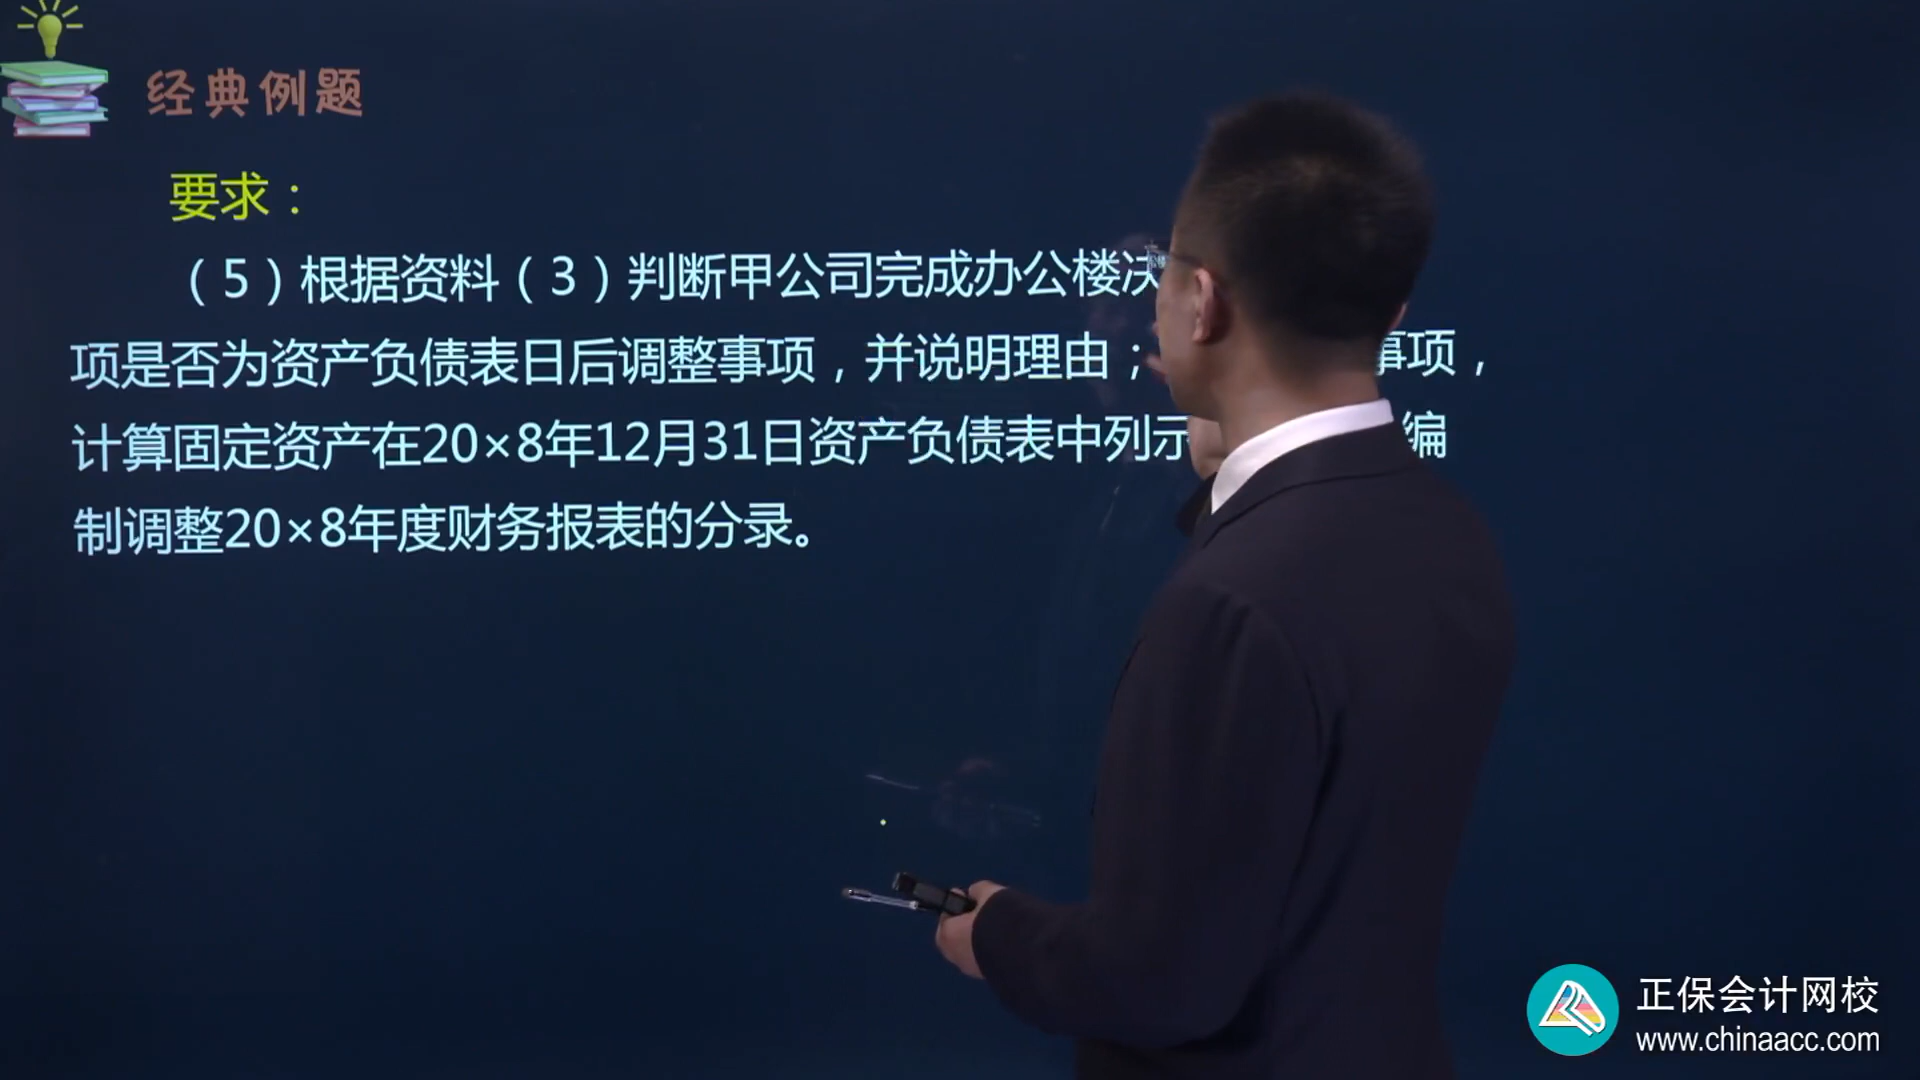 经典例题
要求：
（5）根据资料（3）判断甲公司完成办公楼决
项是否为资产负债表日后调整事项，并说明理由；事项，
计算固定资产在20×8年12月31日资产负债表中列示编
制调整20×8年度财务报表的分录。
正保会计网校
www.chinaacc.com